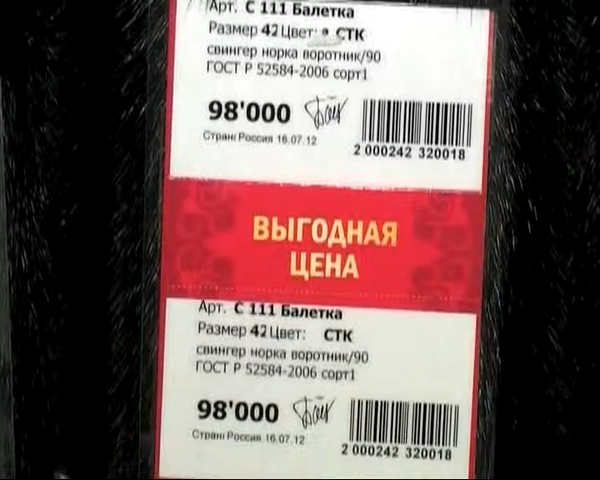 Арт. С 111 Балетка
Размер 42 Цвет: СТК
свингер норка воротник/90
ГОСТ Р 52584-2006 сорт1
98'000
Страна Россия 16.07.12
2 000242 320018
ВЫГОДНАЯ
ЦЕНА
Арт. С 111 Балетка
Размер 42 Цвет: СТК
свингер норка воротник/90
ГОСТ Р 52584-2006 сорт1
98'000
Страна Россия 16.07.12
2 000242 320018